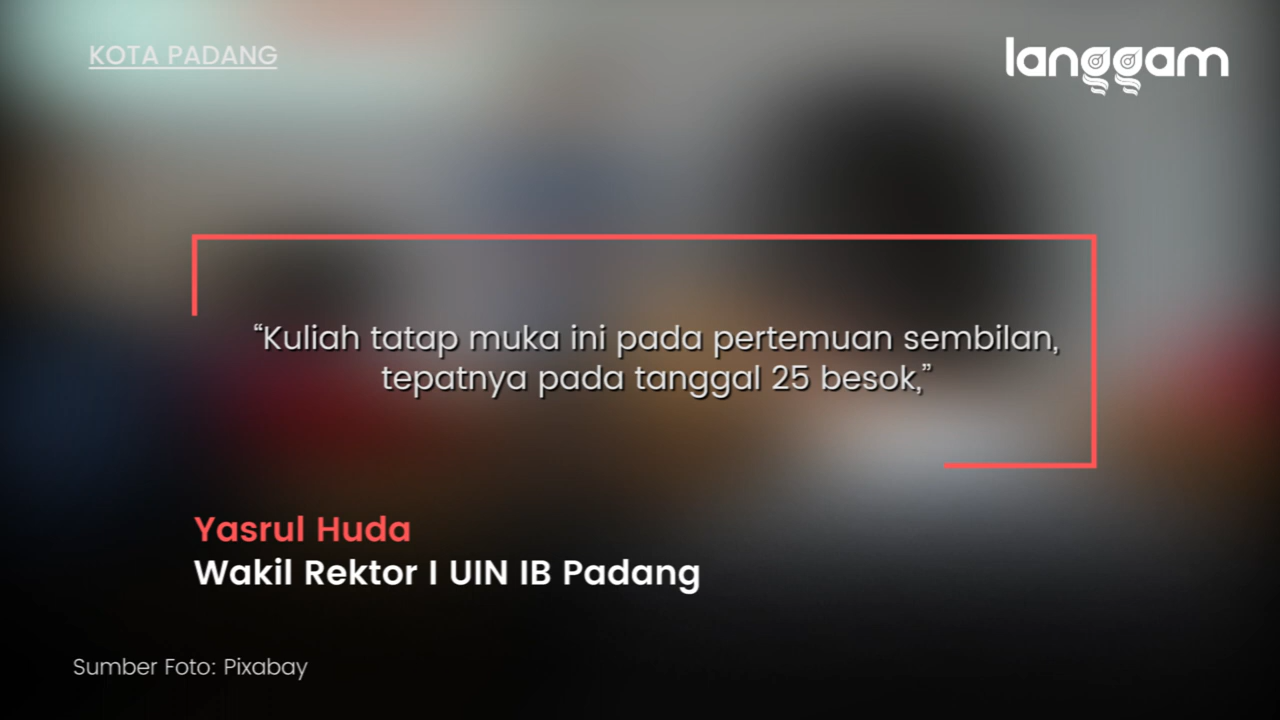 KOTA PADANG
langgam
“Kuliah tatap muka ini pada pertemuan sembilan,
tepatnya pada tanggal 25 besok,”
Yasrul Huda
Wakil Rektor I UIN IB Padang
Sumber Foto: Pixabay